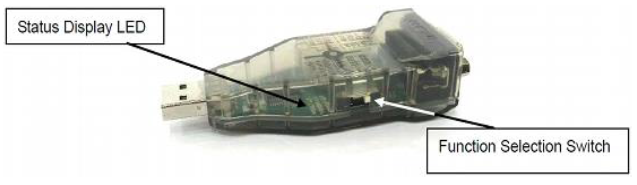 Status Display LED
Function Selection Switch